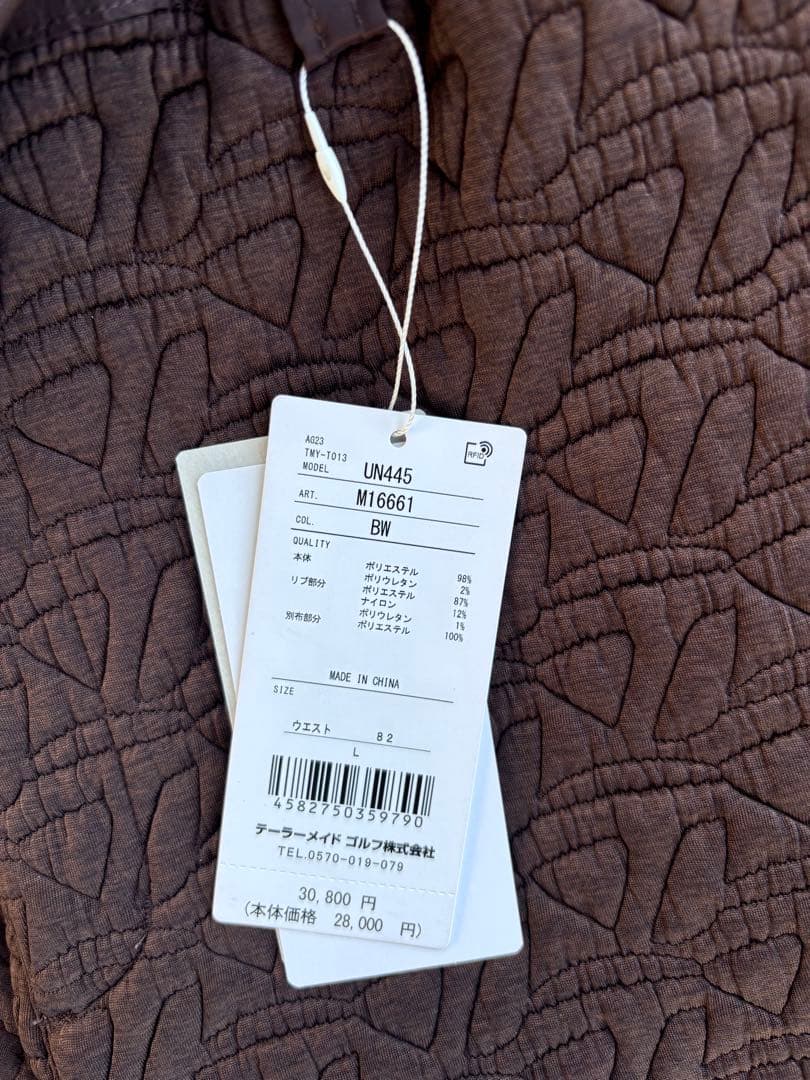 AG23
TMY-T013
RFID
MODEL UN445
ART. M16661
COL. BW
QUALITY
本体 ポリエステル 98%
ポリウレタン 2%
リブ部分 ポリエステル 87%
ナイロン 12%
ポリウレタン 1%
別布部分 ポリエステル 100%
MADE IN CHINA
SIZE
ウエスト 82
L
4582750359790
テーラーメイド ゴルフ株式会社
TEL.0570-019-079
30,800 円
(本体価格 28,000 円)